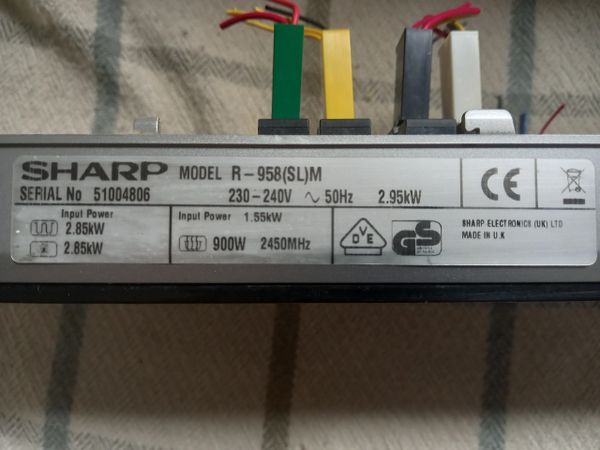 SHARP MODEL R-958(SL)M
SERIAL No 51004806 230-240V ~ 50Hz 2.95kW
Input Power
2.85kW
2.85kW
Input Power 1.55kW
900W 2450MHz
CE
VDE
GS
SHARP ELECTRONICS (UK) LTD
MADE IN U.K